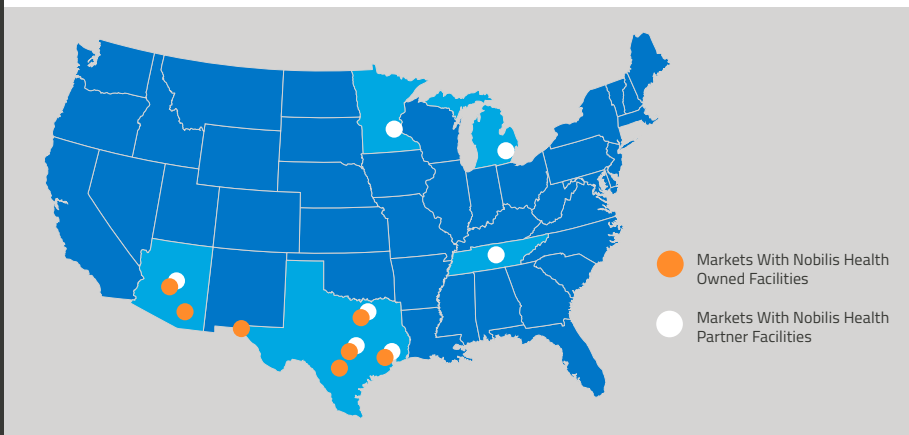 Markets With Nobilis Health
Owned Facilities
Markets With Nobilis Health
Partner Facilities